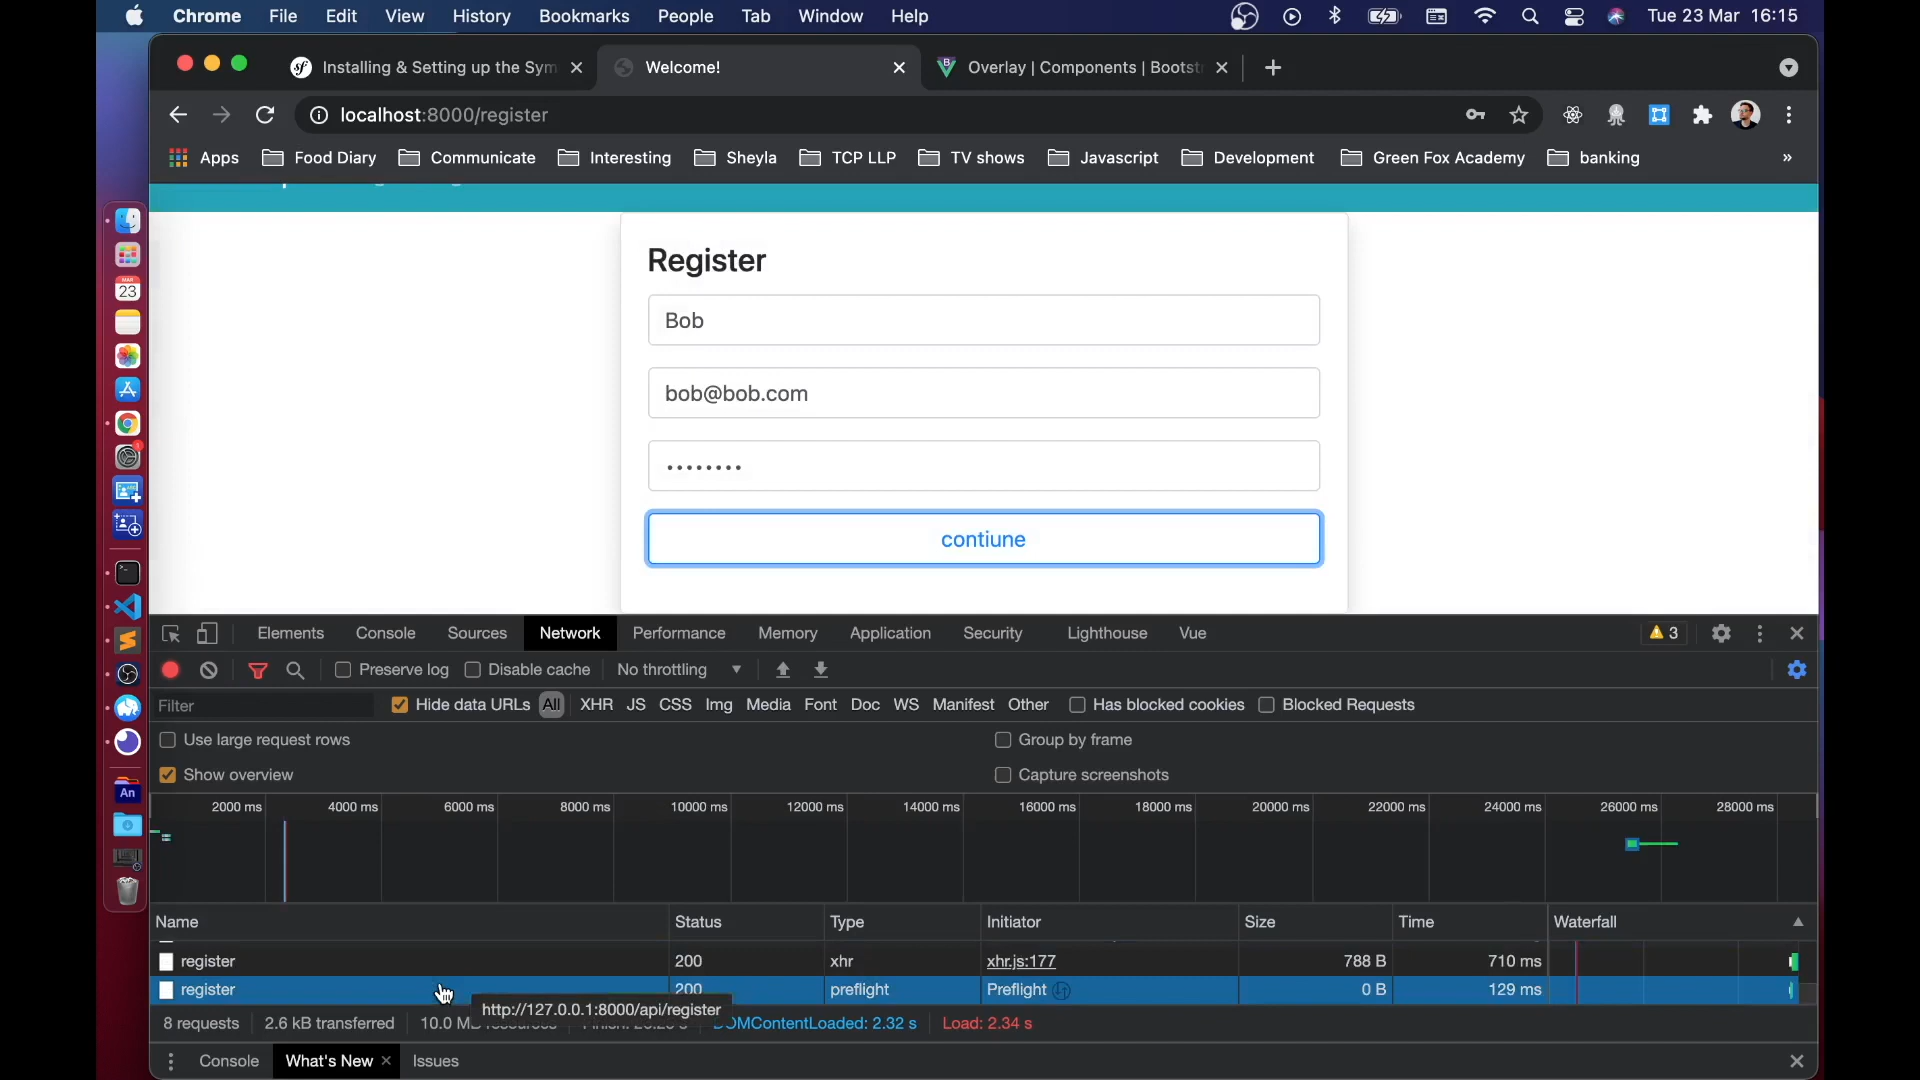 Chrome File Edit View History Bookmarks People Tab Window Help Tue 23 Mar 16:15
Installing & Setting up the Sym Welcome! Overlay | Components | Bootst
localhost:8000/register
Apps Food Diary Communicate Interesting Sheyla TCP LLP TV shows Javascript Development Green Fox Academy banking »
Register
Bob
bob@bob.com
contiune
MAR
23
An
Elements Console Sources Network Performance Memory Application Security Lighthouse Vue 3
Preserve log Disable cache No throttling
Filter Hide data URLs All XHR JS CSS Img Media Font Doc WS Manifest Other Has blocked cookies Blocked Requests
Use large request rows Group by frame
Show overview Capture screenshots
2000 ms 4000 ms 6000 ms 8000 ms 10000 ms 12000 ms 14000 ms 16000 ms 18000 ms 20000 ms 22000 ms 24000 ms 26000 ms 28000 ms
Name Status Type Initiator Size Time Waterfall
register 200 xhr xhr.js:177 788 B 710 ms
register 200 preflight Preflight 0 B 129 ms
http://127.0.0.1:8000/api/register
8 requests 2.6 kB transferred 10.0 M DOMContentLoaded: 2.32 s Load: 2.34 s
Console What's New Issues